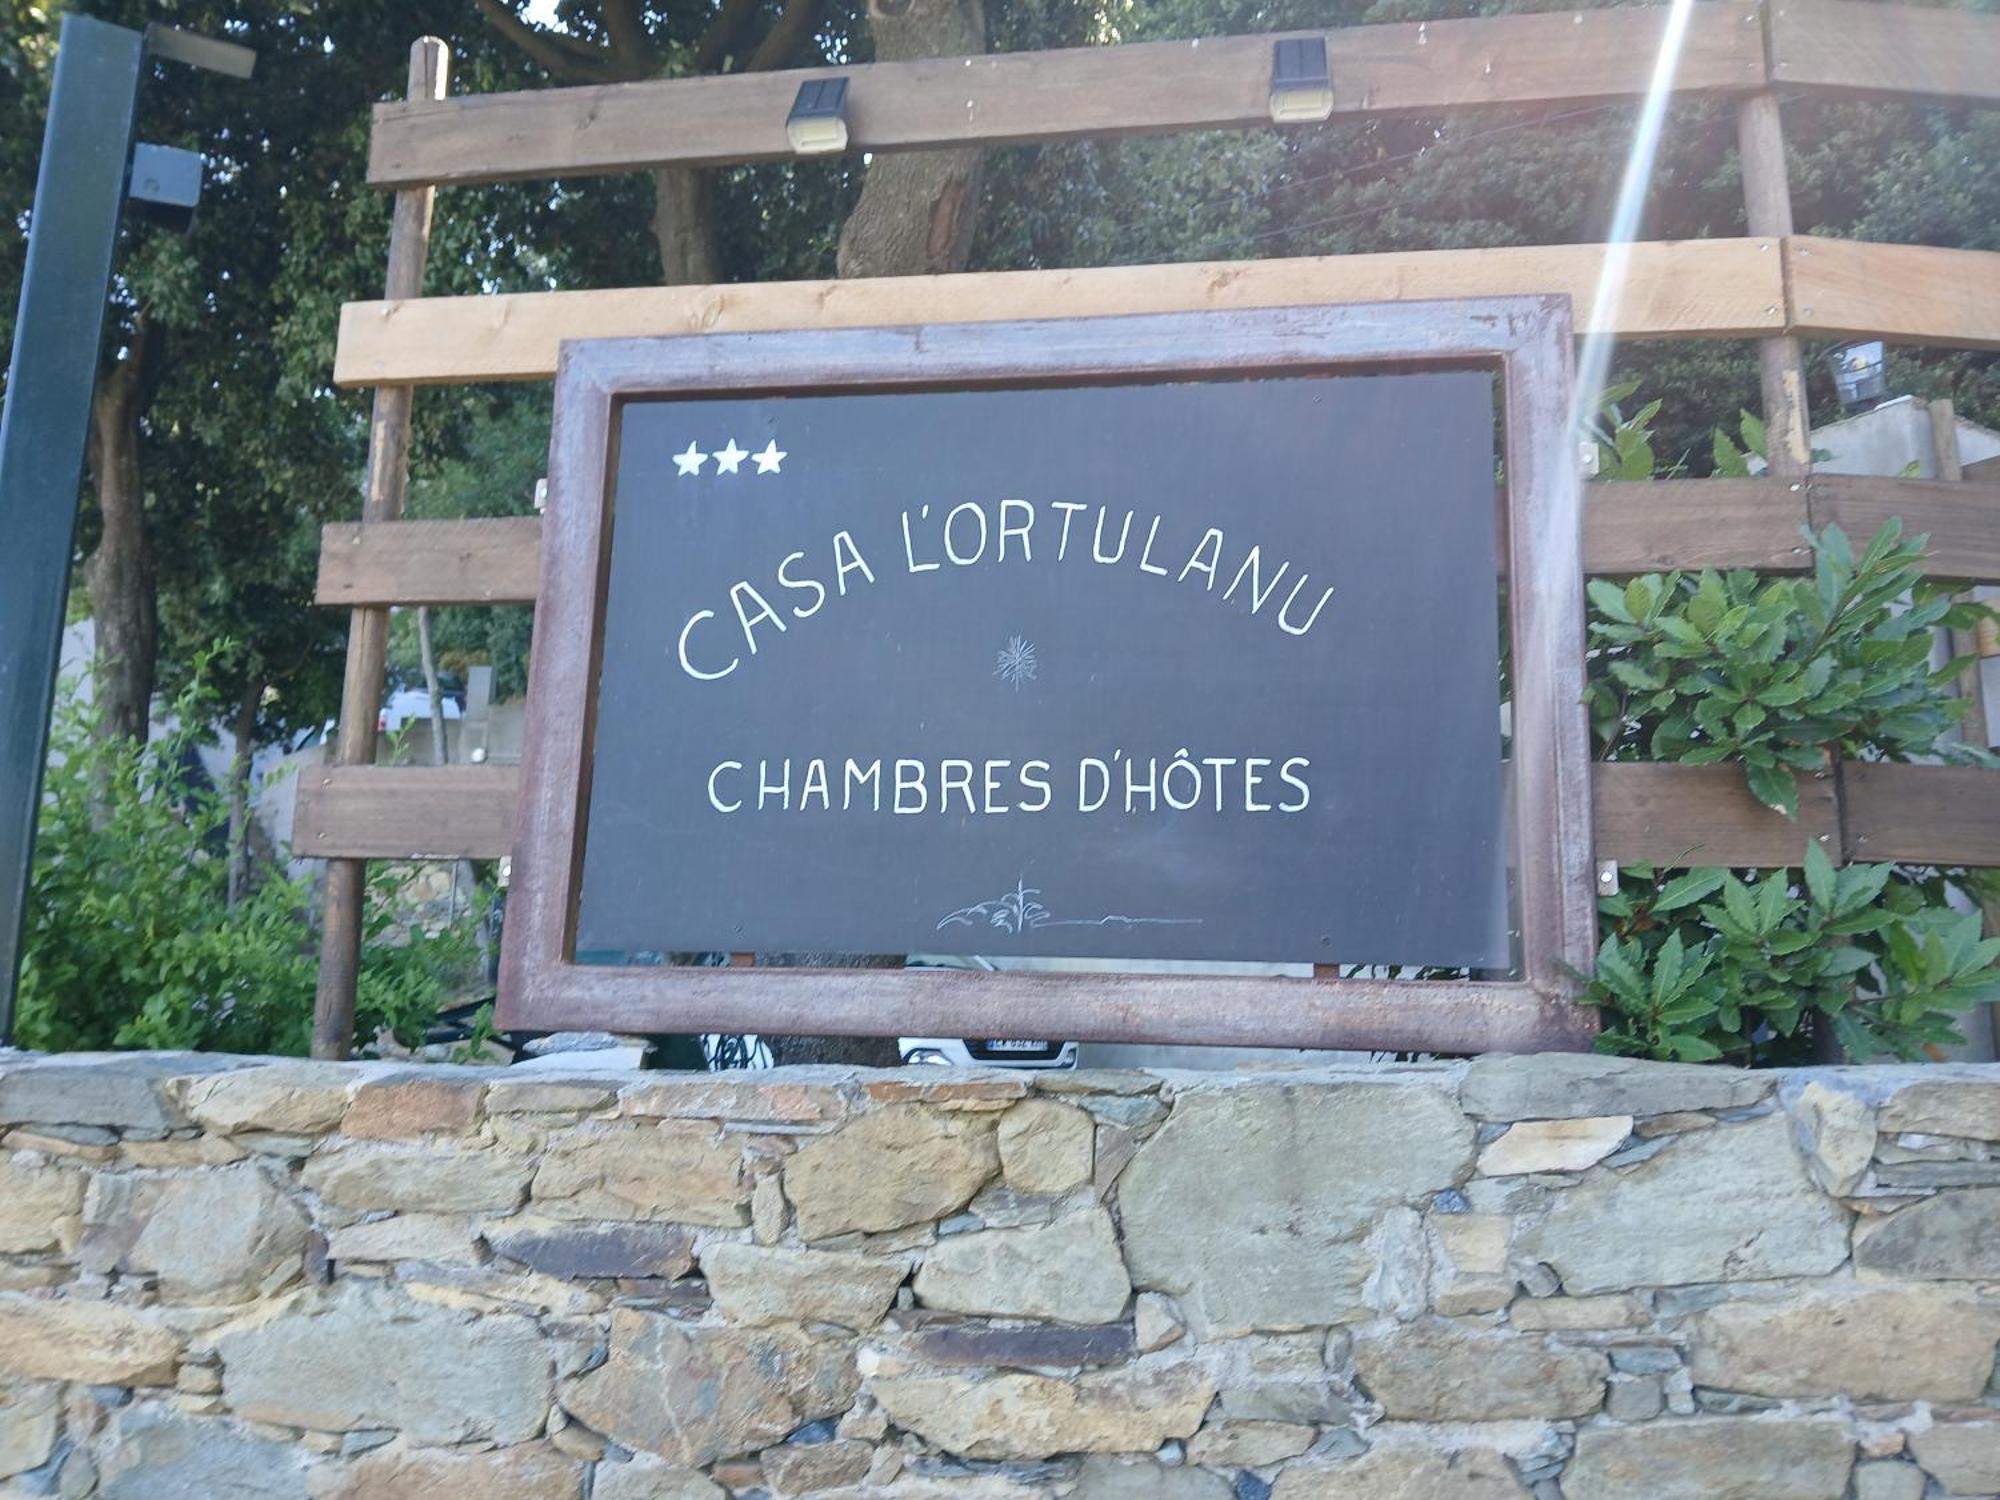 CASA L'ORTULANU
CHAMBRES D'HÔTES